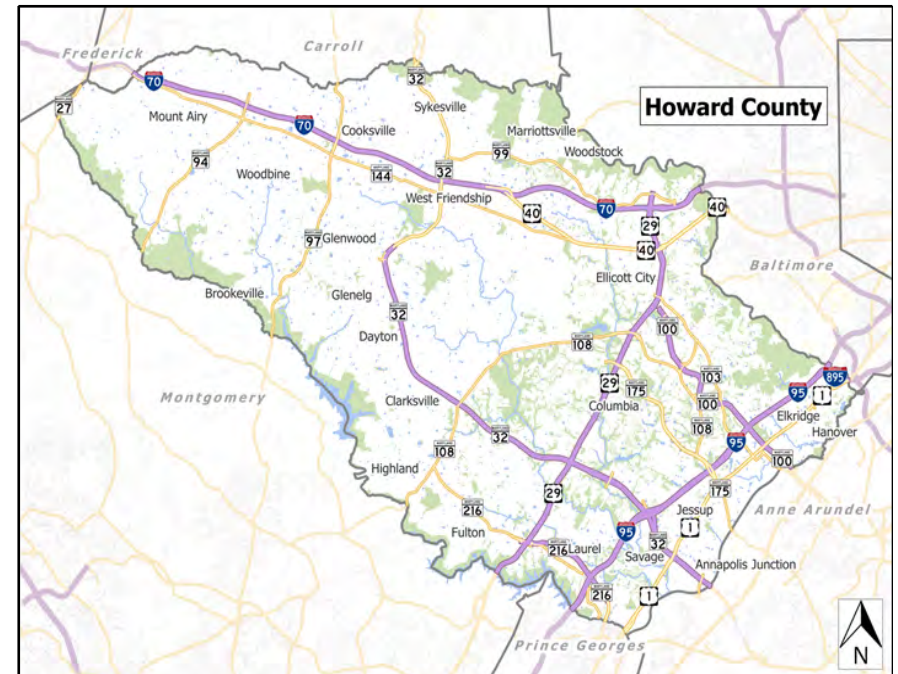 Frederick
Carroll
70
32
Howard County
27
Sykesville
Mount Airy
70
Cooksville
Marriottsville
94
99
Woodstock
Woodbine
144
32
West Friendship
70
40
40
29
97
Glenwood
40
Baltimore
Ellicott City
Brookeville
Glenelg
32
100
Dayton
108
103
895
29
175
95
1
Montgomery
Clarksville
Columbia
100
Elkridge
108
Hanover
32
95
108
100
Highland
175
29
216
Jessup
Anne Arundel
1
Fulton
95
216
Laurel
Savage
32
Annapolis Junction
216
1
Prince Georges
N